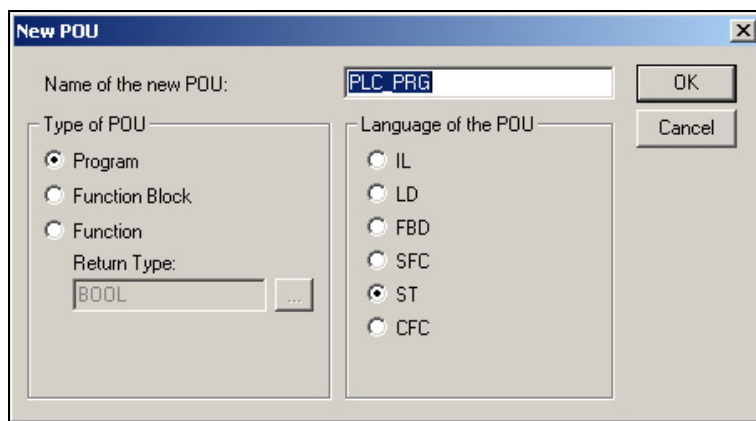 New POU
Name of the new POU: PLC_PRG OK
Type of POU Language of the POU Cancel
Program IL
Function Block LD
Function FBD
Return Type: SFC
BOOL ... ST
CFC